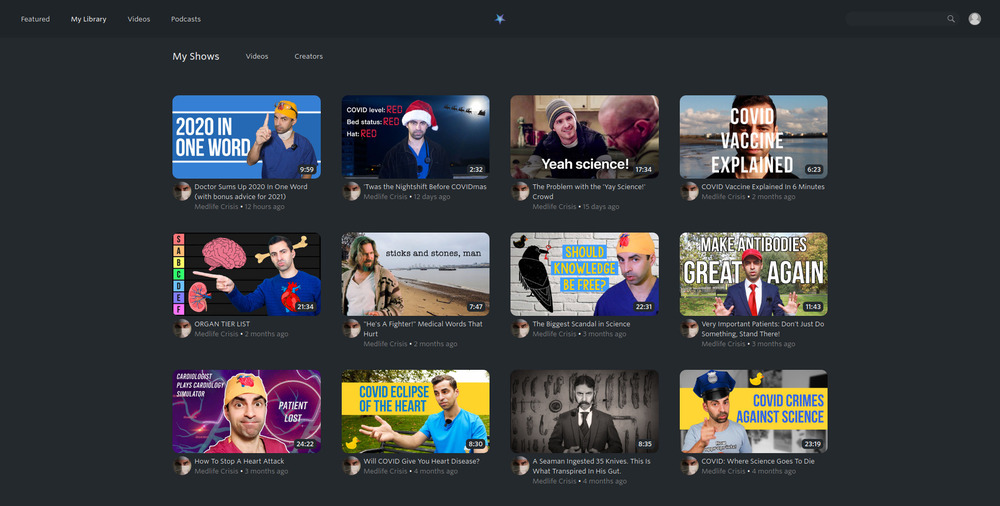 Featured
My Library
Videos
Podcasts
My Shows
Videos
Creators
2020 IN
ONE WORD
9:59
Doctor Sums Up 2020 In One Word
(with bonus advice for 2021)
Medlife Crisis • 12 hours ago
COVID level: RED
Bed status: RED
Hat: RED
2:32
'Twas the Nightshift Before COVIDmas
Medlife Crisis • 12 days ago
Yeah science!
17:34
The Problem with the 'Yay Science!'
Crowd
Medlife Crisis • 15 days ago
COVID
VACCINE
EXPLAINED
6:23
COVID Vaccine Explained In 6 Minutes
Medlife Crisis • 2 months ago
S
A
B
C
D
E
F
21:34
ORGAN TIER LIST
Medlife Crisis • 2 months ago
sticks and stones, man
7:47
"He's A Fighter!" Medical Words That
Hurt
Medlife Crisis • 2 months ago
SHOULD
KNOWLEDGE
BE FREE?
22:31
The Biggest Scandal in Science
Medlife Crisis • 3 months ago
MAKE ANTIBODIES
GREAT AGAIN
11:43
Very Important Patients: Don't Just Do
Something, Stand There!
Medlife Crisis • 3 months ago
CARDIOLOGIST
PLAYS CARDIOLOGY
SIMULATOR
PATIENT
LOST
24:22
How To Stop A Heart Attack
Medlife Crisis • 3 months ago
COVID ECLIPSE
OF THE HEART
8:30
Will COVID Give You Heart Disease?
Medlife Crisis • 4 months ago
8:35
A Seaman Ingested 35 Knives. This Is
What Transpired In His Gut.
Medlife Crisis • 4 months ago
COVID CRIMES
AGAINST SCIENCE
23:19
COVID: Where Science Goes To Die
Medlife Crisis • 4 months ago